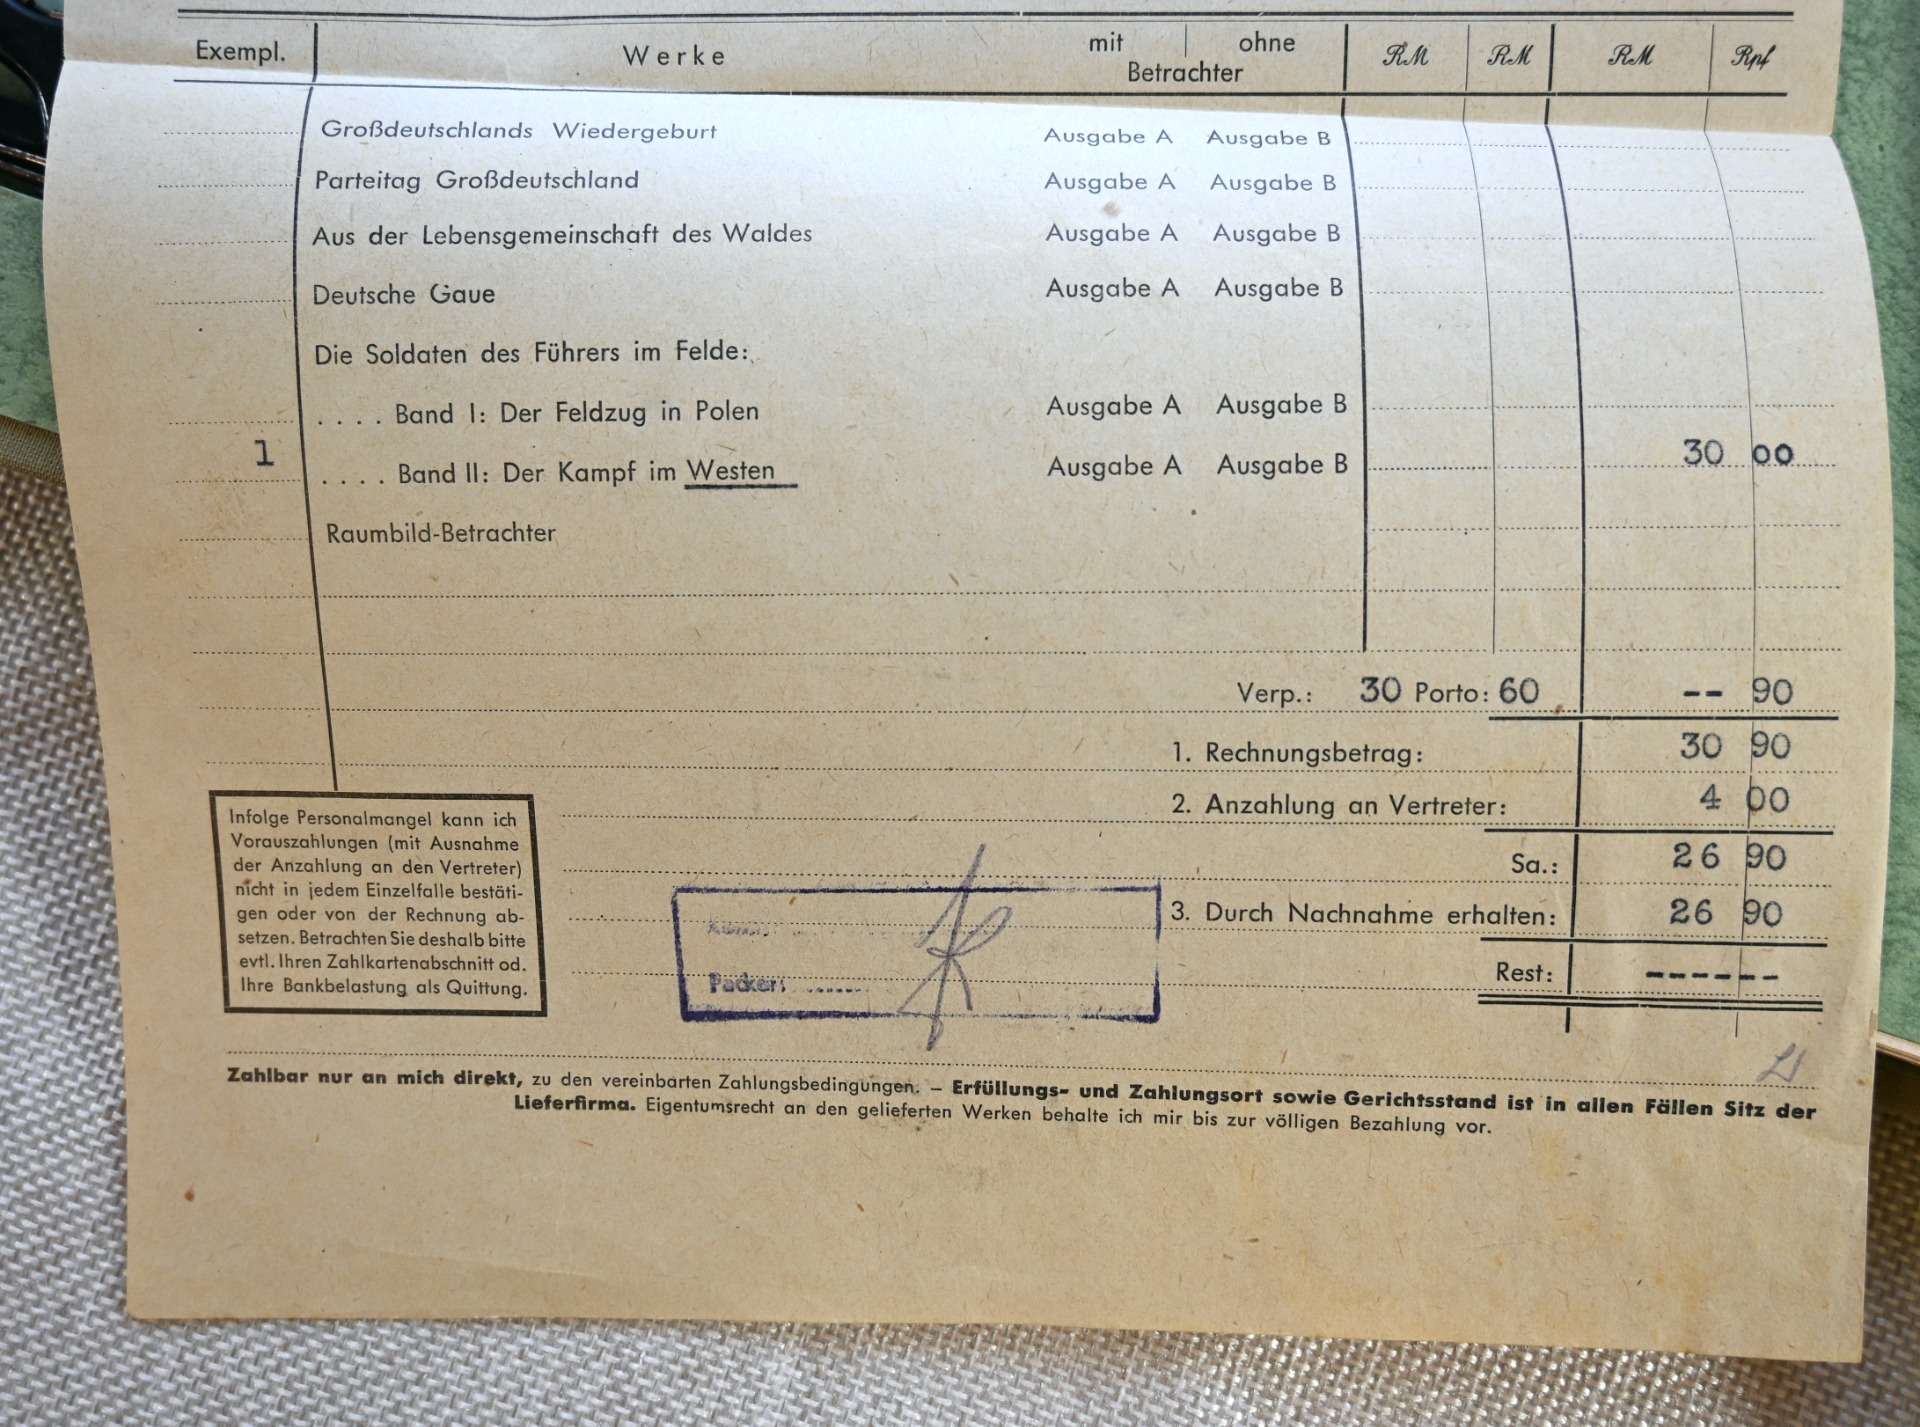 Exempl. Werke mit ohne RM RM RM Rpf
Betrachter
Großdeutschlands Wiedergeburt Ausgabe A Ausgabe B
Parteitag Großdeutschland Ausgabe A Ausgabe B
Aus der Lebensgemeinschaft des Waldes Ausgabe A Ausgabe B
Deutsche Gaue Ausgabe A Ausgabe B
Die Soldaten des Führers im Felde:
.... Band I: Der Feldzug in Polen Ausgabe A Ausgabe B
1 .... Band II: Der Kampf im Westen Ausgabe A Ausgabe B 30 00
Raumbild-Betrachter
Verp.: 30 Porto: 60 -- 90
1. Rechnungsbetrag: 30 90
2. Anzahlung an Vertreter: 4 00
Sa.: 26 90
3. Durch Nachnahme erhalten: 26 90
Rest: ------
Infolge Personalmangel kann ich
Vorauszahlungen (mit Ausnahme
der Anzahlung an den Vertreter)
nicht in jedem Einzelfalle bestäti-
gen oder von der Rechnung ab-
setzen. Betrachten Sie deshalb bitte
evtl. Ihren Zahlkartenabschnitt od.
Ihre Bankbelastung als Quittung.
Packer:
Zahlbar nur an mich direkt, zu den vereinbarten Zahlungsbedingungen. – Erfüllungs- und Zahlungsort sowie Gerichtsstand ist in allen Fällen Sitz der
Lieferfirma. Eigentumsrecht an den gelieferten Werken behalte ich mir bis zur völligen Bezahlung vor.